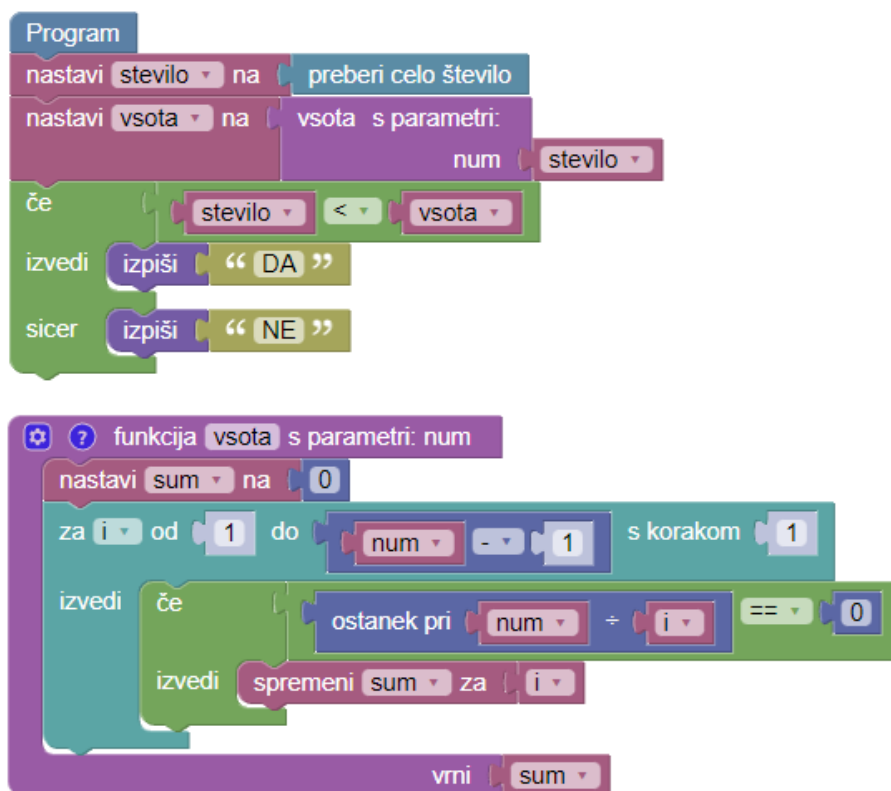 Program
nastavi stevilo na preberi celo število
nastavi vsota na vsota s parametri:
num stevilo
če stevilo < vsota
izvedi izpiši “ DA ”
sicer izpiši “ NE ”
? funkcija vsota s parametri: num
nastavi sum na 0
za i od 1 do num - 1 s korakom 1
izvedi če ostanek pri num ÷ i == 0
izvedi spremeni sum za i
vrni sum